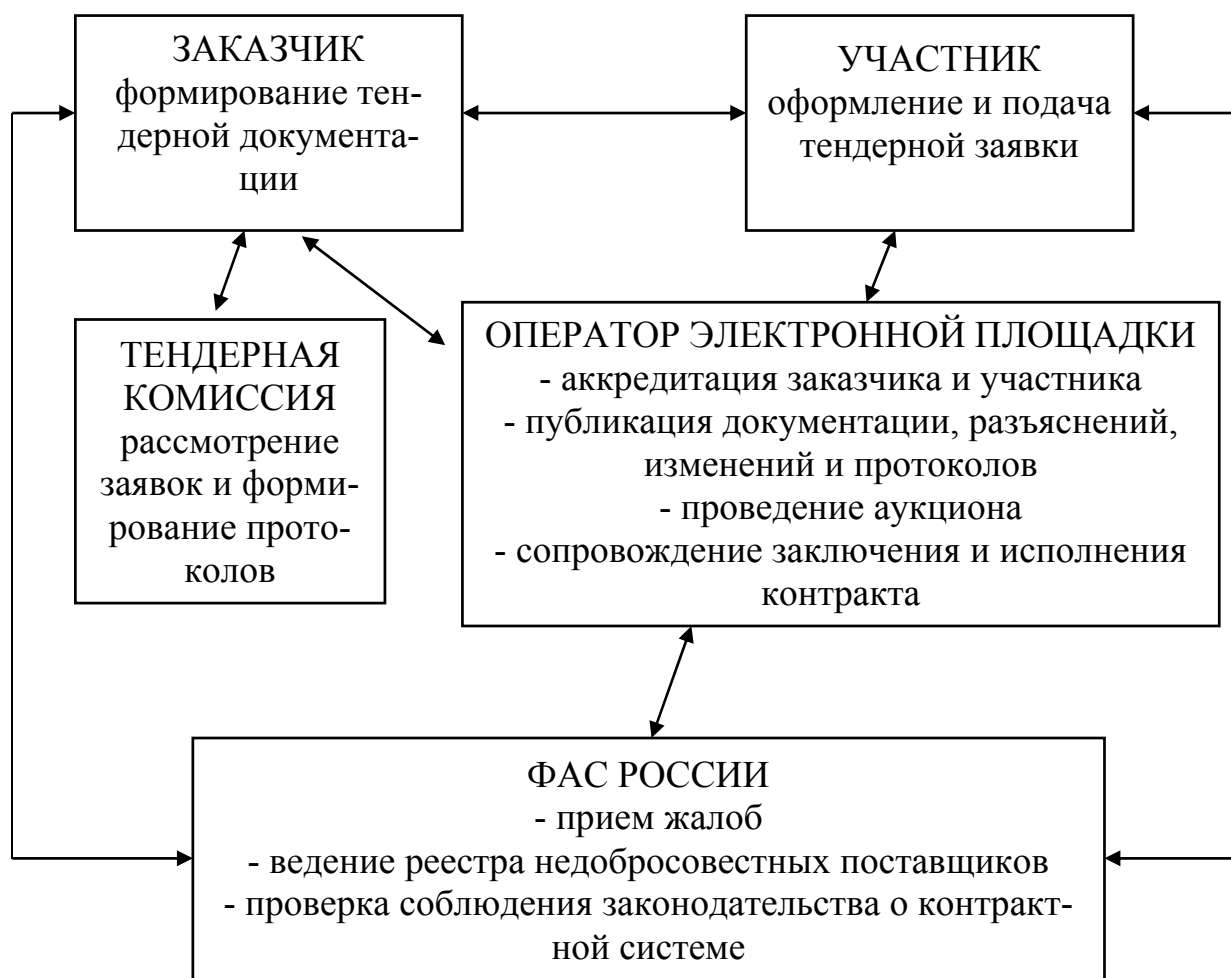 ЗАКАЗЧИК
формирование тен-
дерной документа-
ции
УЧАСТНИК
оформление и подача
тендерной заявки
ТЕНДЕРНАЯ
КОМИССИЯ
рассмотрение
заявок и форми-
рование прото-
колов
ОПЕРАТОР ЭЛЕКТРОННОЙ ПЛОЩАДКИ
- аккредитация заказчика и участника
- публикация документации, разъяснений,
изменений и протоколов
- проведение аукциона
- сопровождение заключения и исполнения
контракта
ФАС РОССИИ
- прием жалоб
- ведение реестра недобросовестных поставщиков
- проверка соблюдения законодательства о контракт-
ной системе